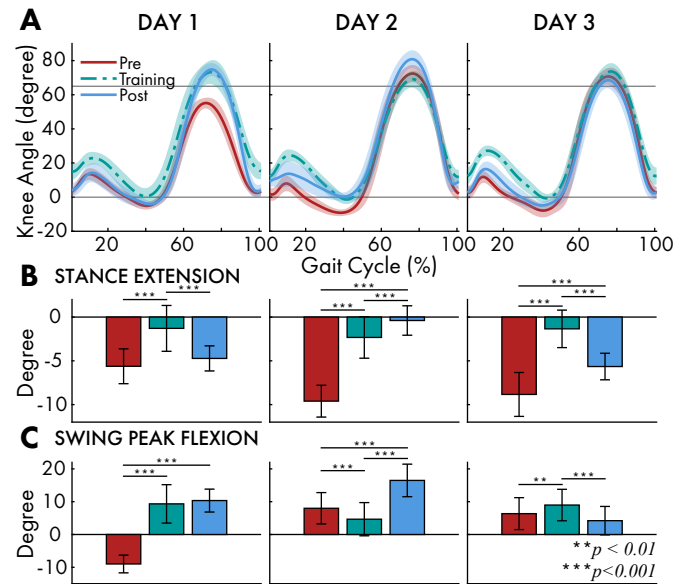 A DAY 1 DAY 2 DAY 3
Knee Angle (degree)
80
60
40
20
0
-20
Pre
Training
Post
20 60 100 20 60 100 20 60 100
Gait Cycle (%)
B STANCE EXTENSION
Degree
0
-5
-10
*** ***
*** *** ***
*** *** ***
C SWING PEAK FLEXION
Degree
20
10
0
-10
*** ***
*** *** ***
** ***
**p < 0.01
***p<0.001